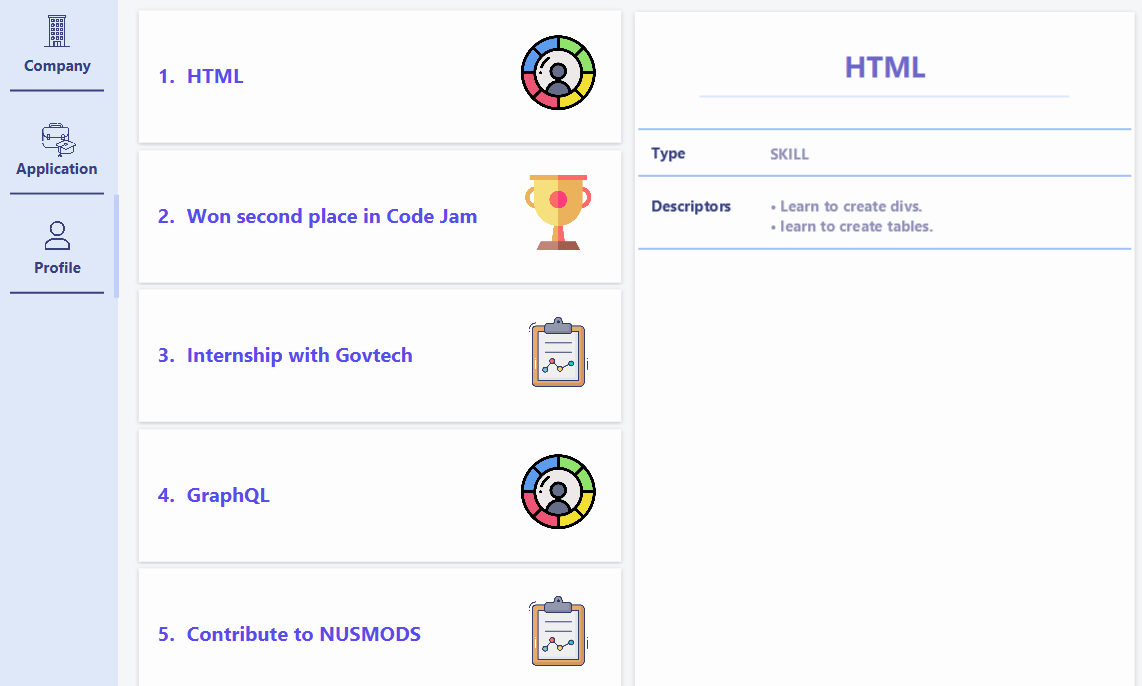 Company
Application
Profile
1. HTML
2. Won second place in Code Jam
3. Internship with Govtech
4. GraphQL
5. Contribute to NUSMODS
HTML
Type SKILL
Descriptors • Learn to create divs.
• learn to create tables.